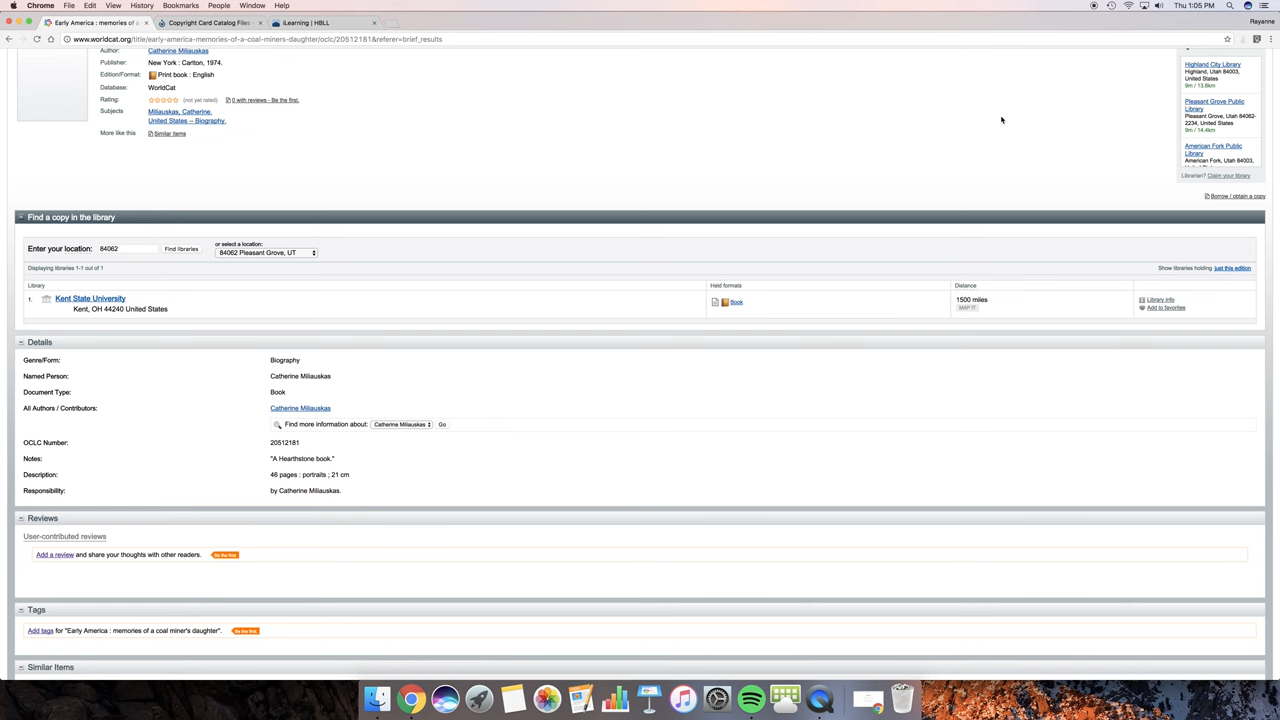 Chrome File Edit View History Bookmarks People Window Help
Thu 1:05 PM
Early America : memories of a
Copyright Card Catalog Files -
iLearning | HBLL
Rayanne
www.worldcat.org/title/early-america-memories-of-a-coal-miners-daughter/oclc/20512181&referer=brief_results
Author: Catherine Miliauskas
Publisher: New York : Carlton, 1974.
Edition/Format: Print book : English
Database: WorldCat
Rating: (not yet rated) 0 with reviews - Be the first.
Subjects Miliauskas, Catherine.
United States -- Biography.
More like this Similar Items
Highland City Library
Highland, Utah 84003,
United States
9m / 13.8km
Pleasant Grove Public
Library
Pleasant Grove, Utah 84062-
2234, United States
9m / 14.4km
American Fork Public
Library
American Fork, Utah 84003,
Librarian? Claim your library
Borrow / obtain a copy
Find a copy in the library
Enter your location: 84062 Find libraries
or select a location:
84062 Pleasant Grove, UT
Displaying libraries 1-1 out of 1
Show libraries holding just this edition
Library Held formats Distance
1. Kent State University
Kent, OH 44240 United States
Book
1500 miles
MAP IT
Library info
Add to favorites
Details
Genre/Form: Biography
Named Person: Catherine Miliauskas
Document Type: Book
All Authors / Contributors: Catherine Miliauskas
Find more information about: Catherine Miliauskas Go
OCLC Number: 20512181
Notes: "A Hearthstone book."
Description: 46 pages : portraits ; 21 cm
Responsibility: by Catherine Miliauskas.
Reviews
User-contributed reviews
Add a review and share your thoughts with other readers. Be the first.
Tags
Add tags for "Early America : memories of a coal miner's daughter". Be the first.
Similar Items